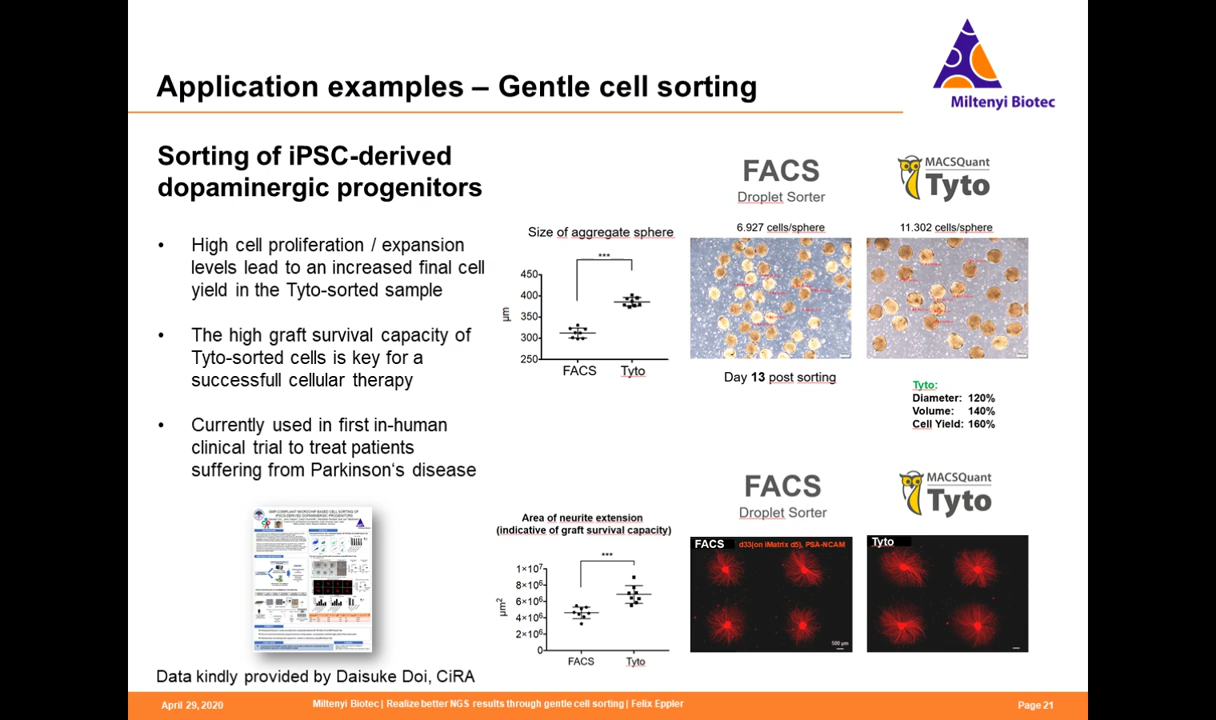 Application examples – Gentle cell sorting
Miltenyi Biotec
Sorting of iPSC-derived
dopaminergic progenitors
• High cell proliferation / expansion
levels lead to an increased final cell
yield in the Tyto-sorted sample
• The high graft survival capacity of
Tyto-sorted cells is key for a
successfull cellular therapy
• Currently used in first in-human
clinical trial to treat patients
suffering from Parkinson‘s disease
Data kindly provided by Daisuke Doi, CiRA
FACS
Droplet Sorter
MACSQuant
Tyto
Size of aggregate sphere
***
450
400
350
300
250
µm
FACS Tyto
6.927 cells/sphere
11.302 cells/sphere
Day 13 post sorting
Tyto:
Diameter: 120%
Volume: 140%
Cell Yield: 160%
FACS
Droplet Sorter
MACSQuant
Tyto
Area of neurite extension
(indicative of graft survival capacity)
***
1×10⁷
8×10⁶
6×10⁶
4×10⁶
2×10⁶
0
µm²
FACS Tyto
FACS d33(on iMatrix d5), PSA-NCAM
500 µm
Tyto
April 29, 2020
Miltenyi Biotec | Realize better NGS results through gentle cell sorting | Felix Eppler
Page 21